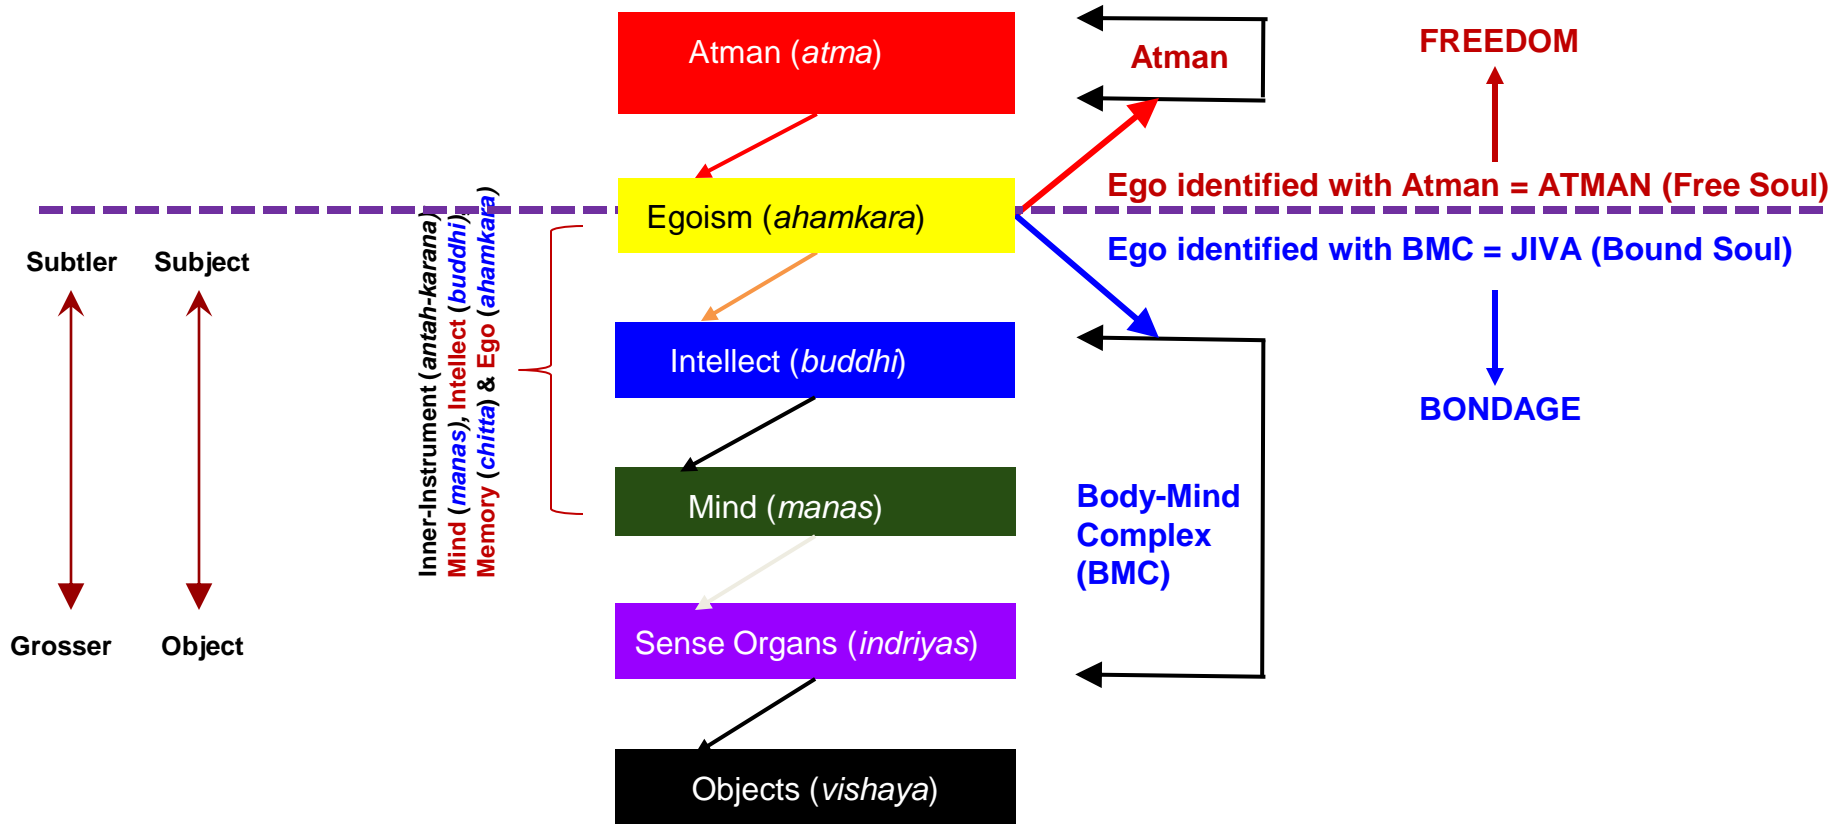 Atman (atma)
Atman
FREEDOM
Ego identified with Atman = ATMAN (Free Soul)
Egoism (ahamkara)
Ego identified with BMC = JIVA (Bound Soul)
Subtler
Subject
Inner-Instrument (antah-karana)
Mind (manas), Intellect (buddhi),
Memory (chitta) & Ego (ahamkara)
Intellect (buddhi)
BONDAGE
Mind (manas)
Body-Mind
Complex
(BMC)
Grosser
Object
Sense Organs (indriyas)
Objects (vishaya)